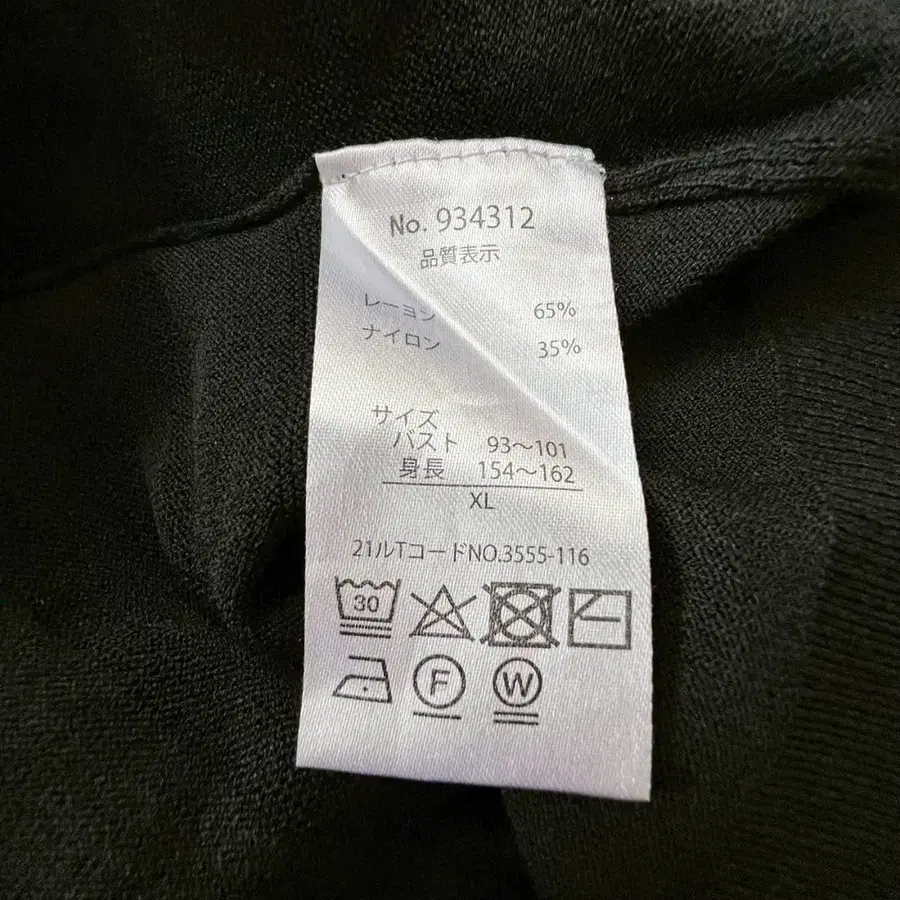 No. 934312
品質表示
レーヨン 65%
ナイロン 35%
サイズ
バスト 93～101
身長 154～162
XL
21ルTコードNO.3555-116
30
F W